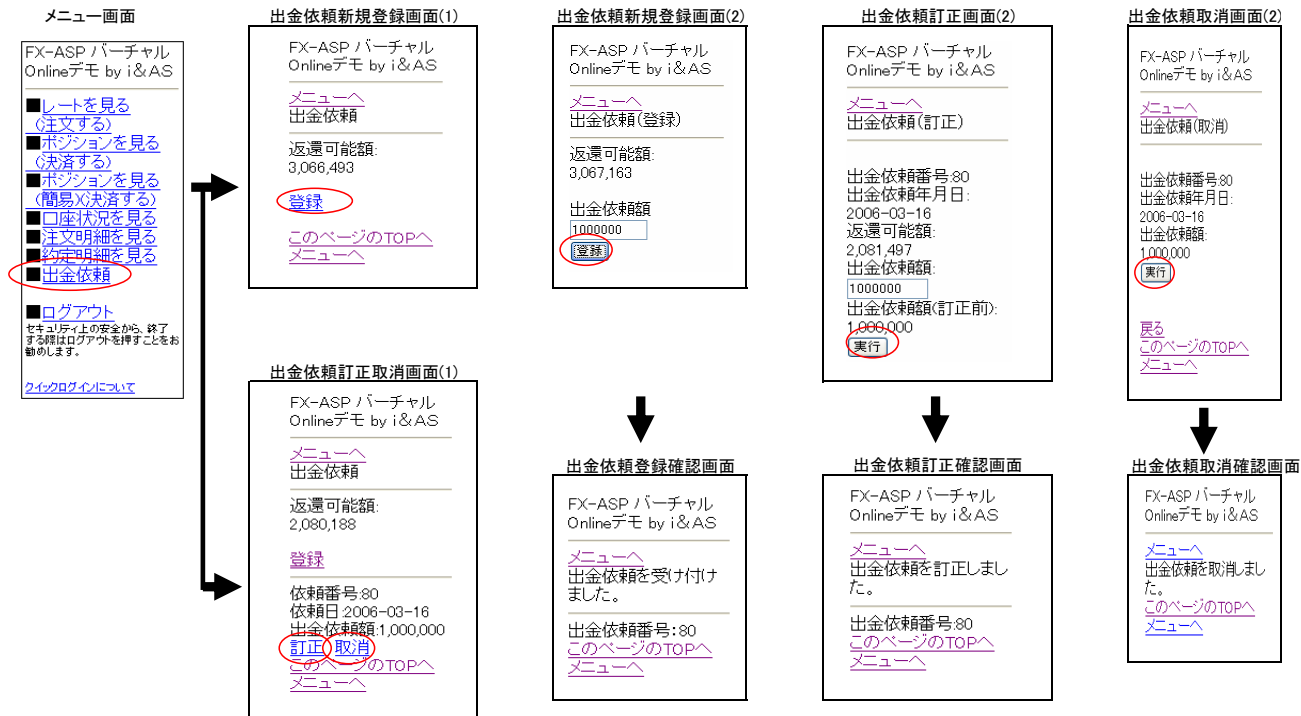 メニュー画面
FX-ASP バーチャル
Onlineデモ by i&AS
■レートを見る
(注文する)
■ポジションを見る
(決済する)
■ポジションを見る
(簡易)(決済する)
■口座状況を見る
■注文明細を見る
■約定明細を見る
■出金依頼
■ログアウト
セキュリティ上の安全から、終了
する際はログアウトを押すことをお
勧めします。
クイックログインについて
出金依頼新規登録画面(1)
FX-ASP バーチャル
Onlineデモ by i&AS
メニューへ
出金依頼
返還可能額:
3,066,493
登録
このページのTOPへ
メニューへ
出金依頼新規登録画面(2)
FX-ASP バーチャル
Onlineデモ by i&AS
メニューへ
出金依頼(登録)
返還可能額:
3,067,163
出金依頼額
1000000
登録
出金依頼訂正画面(2)
FX-ASP バーチャル
Onlineデモ by i&AS
メニューへ
出金依頼(訂正)
出金依頼番号:80
出金依頼年月日:
2006-03-16
返還可能額:
2,081,497
出金依頼額:
1000000
出金依頼額(訂正前):
1,000,000
実行
出金依頼取消画面(2)
FX-ASP バーチャル
Onlineデモ by i&AS
メニューへ
出金依頼(取消)
出金依頼番号:80
出金依頼年月日:
2006-03-16
出金依頼額:
1,000,000
実行
戻る
このページのTOPへ
メニューへ
出金依頼訂正取消画面(1)
FX-ASP バーチャル
Onlineデモ by i&AS
メニューへ
出金依頼
返還可能額:
2,080,188
登録
依頼番号:80
依頼日:2006-03-16
出金依頼額:1,000,000
訂正 取消
このページのTOPへ
メニューへ
出金依頼登録確認画面
FX-ASP バーチャル
Onlineデモ by i&AS
メニューへ
出金依頼を受け付け
ました。
出金依頼番号:80
このページのTOPへ
メニューへ
出金依頼訂正確認画面
FX-ASP バーチャル
Onlineデモ by i&AS
メニューへ
出金依頼を訂正しまし
た。
出金依頼番号:80
このページのTOPへ
メニューへ
出金依頼取消確認画面
FX-ASP バーチャル
Onlineデモ by i&AS
メニューへ
出金依頼を取消しまし
た。
このページのTOPへ
メニューへ